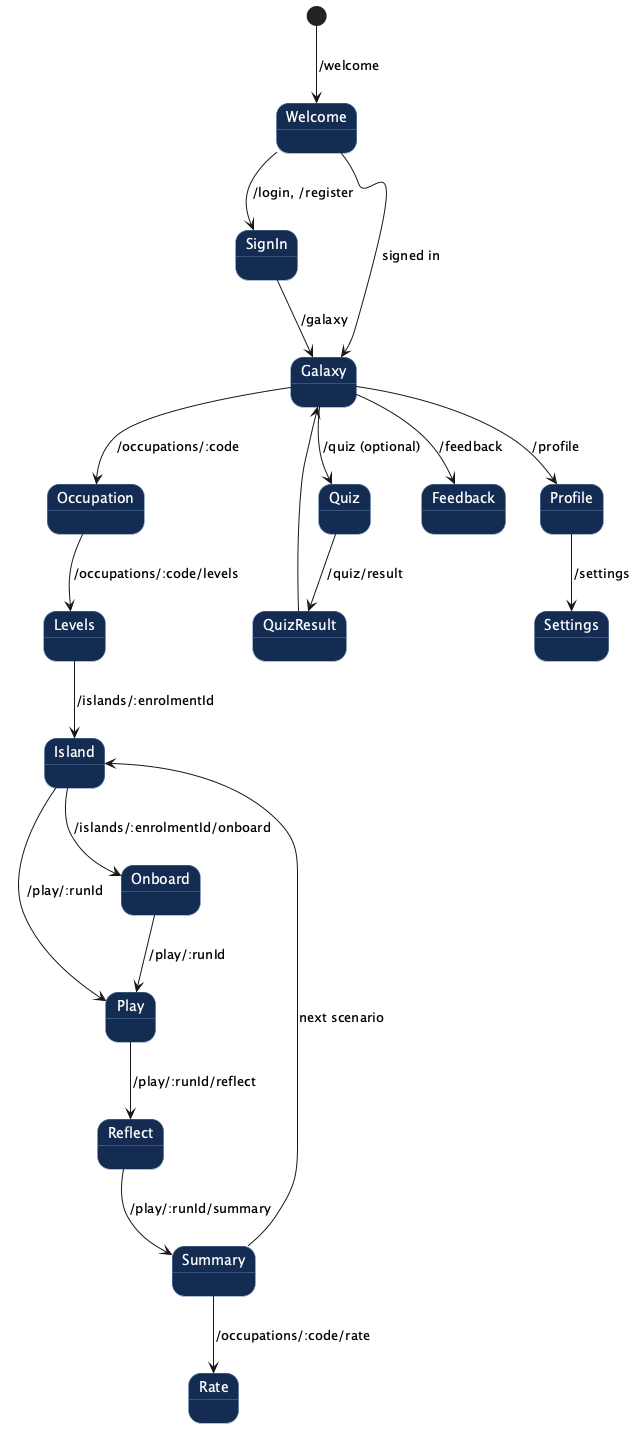 /welcome
Welcome
/login, /register
SignIn
signed in
/galaxy
Galaxy
/occupations/:code
/quiz (optional)
/feedback
/profile
Occupation
Quiz
Feedback
Profile
/occupations/:code/levels
/quiz/result
/settings
Levels
QuizResult
Settings
/islands/:enrolmentId
Island
/islands/:enrolmentId/onboard
/play/:runId
Onboard
/play/:runId
Play
next scenario
/play/:runId/reflect
Reflect
/play/:runId/summary
Summary
/occupations/:code/rate
Rate